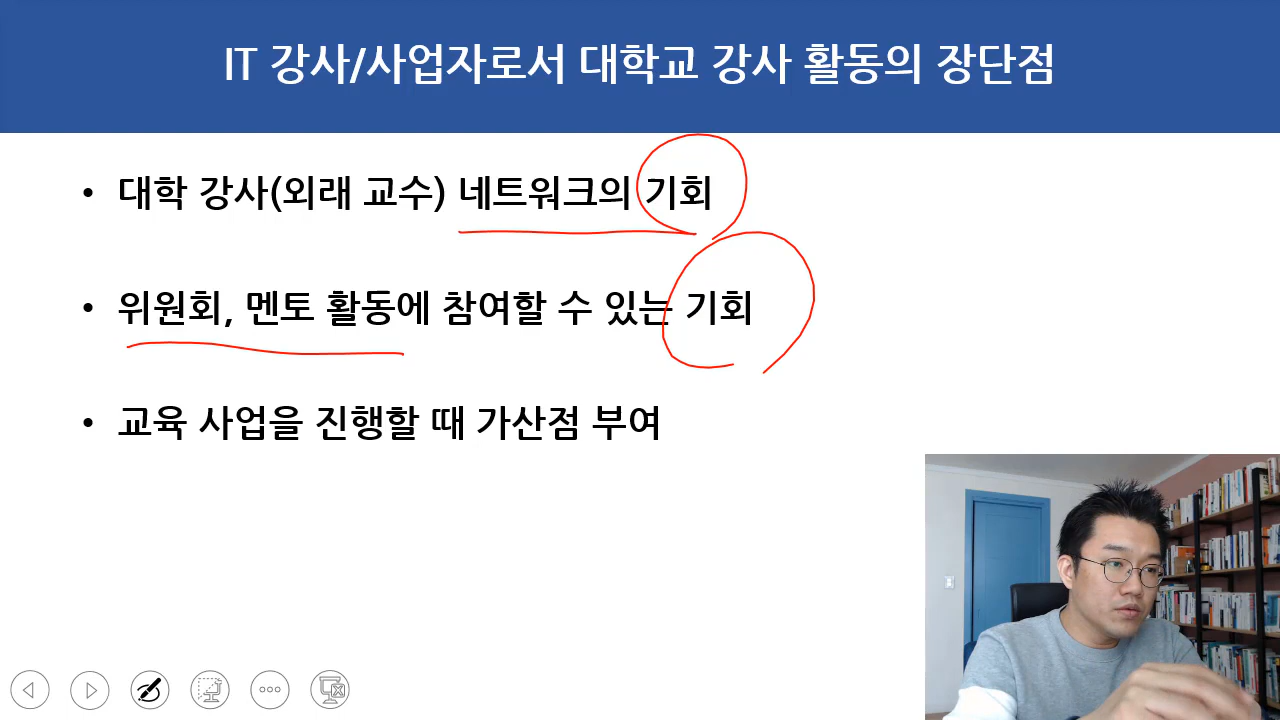 IT 강사/사업자로서 대학교 강사 활동의 장단점
• 대학 강사(외래 교수) 네트워크의 기회
• 위원회, 멘토 활동에 참여할 수 있는 기회
• 교육 사업을 진행할 때 가산점 부여